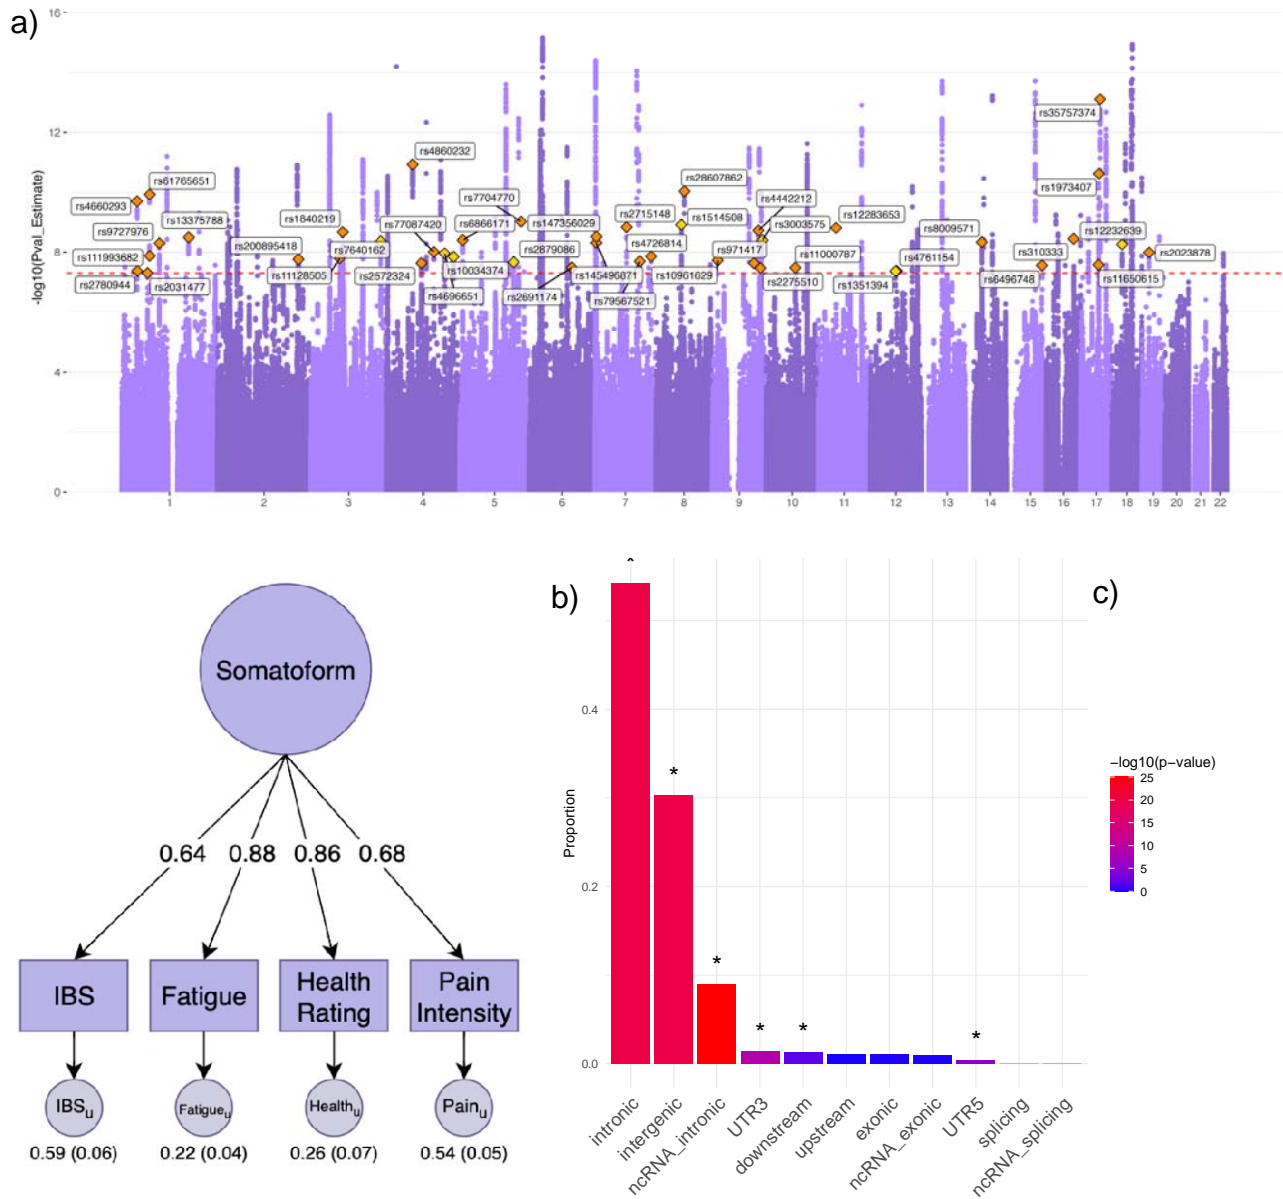 a)
16
12
8
4
0
-log10(Pval_Estimate)
rs4660293
rs61765651
rs9727976
rs13375788
rs111993682
rs2780944
rs2031477
rs200895418
rs1840219
rs11128505
rs7640162
rs4860232
rs77087420
rs2572324
rs4696651
rs6866171
rs10034374
rs7704770
rs147356029
rs2879086
rs2691174
rs145496871
rs79567521
rs2715148
rs4726814
rs28607862
rs1514508
rs10961629
rs971417
rs4442212
rs3003575
rs2275510
rs11000787
rs12283653
rs1351394
rs4761154
rs8009571
rs6496748
rs310333
rs35757374
rs1973407
rs12232639
rs11650615
rs2023878
1 2 3 4 5 6 7 8 9 10 11 12 13 14 15 16 17 18 19 20 21 22
Somatoform
0.64 0.88 0.86 0.68
IBS
Fatigue
Health
Rating
Pain
Intensity
IBSu
Fatigueu
Healthu
Painu
0.59 (0.06)
0.22 (0.04)
0.26 (0.07)
0.54 (0.05)
b)
Proportion
0.4
0.2
0.0
*
*
*
*
*
intronic
intergenic
ncRNA_intronic
UTR3
downstream
upstream
exonic
ncRNA_exonic
UTR5
splicing
ncRNA_splicing
c)
−log10(p−value)
25
20
15
10
5
0